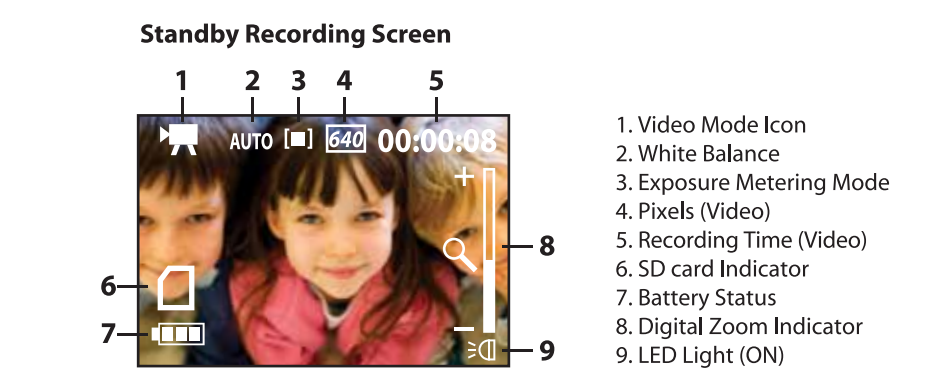 Standby Recording Screen
1 2 3 4 5
AUTO [■] 640 00:00:08
+
8
6
7
−
9
1. Video Mode Icon
2. White Balance
3. Exposure Metering Mode
4. Pixels (Video)
5. Recording Time (Video)
6. SD card Indicator
7. Battery Status
8. Digital Zoom Indicator
9. LED Light (ON)